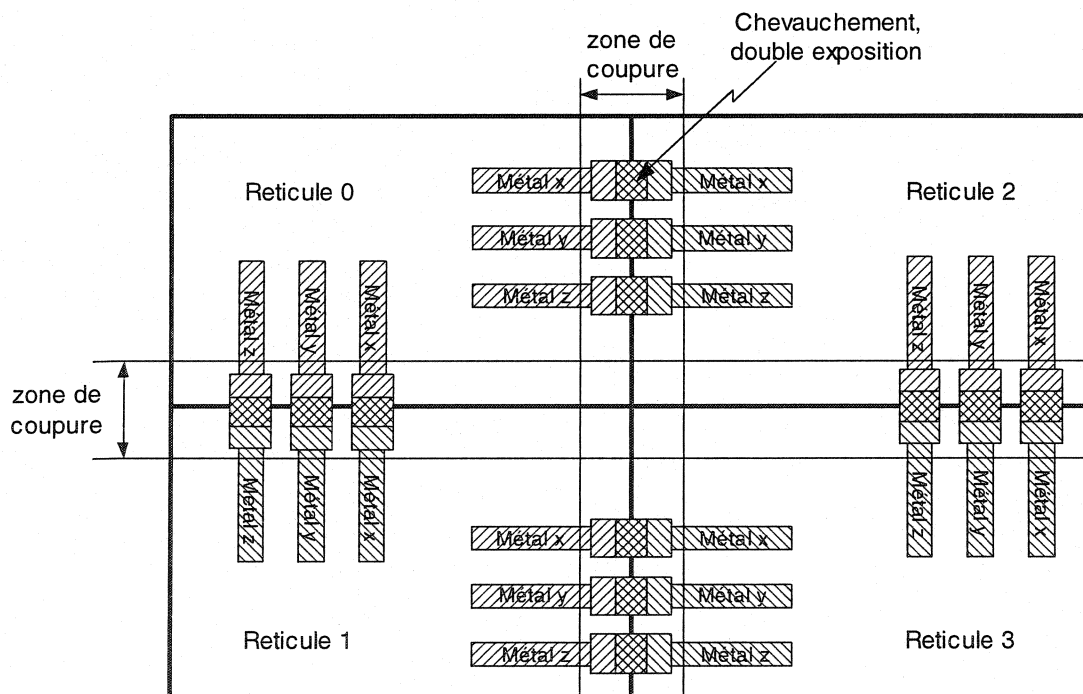 Chevauchement,
double exposition
zone de
coupure
Reticule 0
Reticule 2
Métal x
Métal x
Métal y
Métal y
Métal z
Métal z
Métal z
Métal y
Métal x
Métal z
Métal y
Métal x
zone de
coupure
Métal z
Métal y
Métal x
Métal z
Métal y
Métal x
Métal x
Métal x
Métal y
Métal y
Métal z
Métal z
Reticule 1
Reticule 3